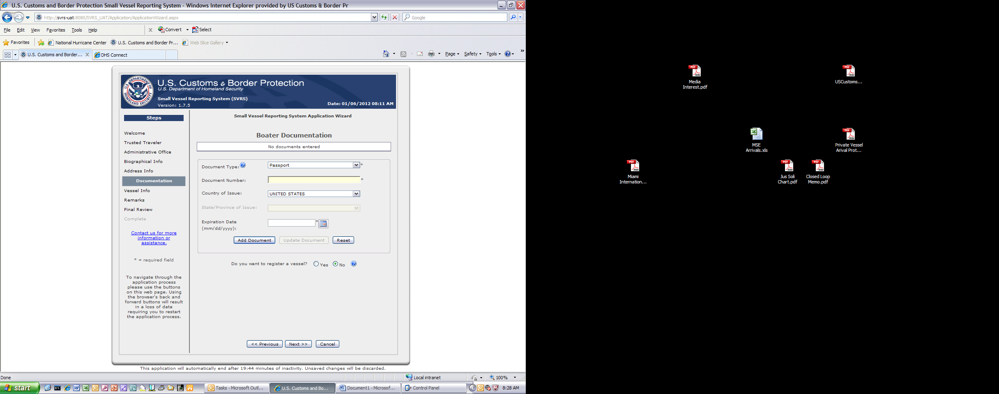 U.S. Customs and Border Protection Small Vessel Reporting System - Windows Internet Explorer provided by US Customs & Border Pr
http://svrs-uat:8080/SVRS_UAT/Application/ApplicationWizard.aspx
Google
File Edit View Favorites Tools Help
x Convert Select
Favorites National Hurricane Center U.S. Customs and Border Pr... Web Slice Gallery
U.S. Customs and Border... DHS Connect
Page Safety Tools
U.S. Customs & Border Protection
U.S. Department of Homeland Security
Small Vessel Reporting System (SVRS)
Version: 1.7.5
Date: 01/06/2012 08:11 AM
Steps
Welcome
Trusted Traveler
Administrative Office
Biographical Info
Address Info
Documentation
Vessel Info
Remarks
Final Review
Complete
Contact us for more
information or
assistance.
* = required field
To navigate through the
application process
please use the buttons
on this web page. Using
the browser's back and
forward buttons will result
in a loss of data
requiring you to restart
the application process.
Small Vessel Reporting System Application Wizard
Boater Documentation
No documents entered
Document Type: Passport *
Document Number: *
Country of Issue: UNITED STATES
State/Province of Issue:
Expiration Date *
(mm/dd/yyyy):
Add Document Update Document Reset
Do you want to register a vessel? Yes No
<< Previous Next >> Cancel
This application will automatically end after 19:44 minutes of inactivity. Unsaved changes will be discarded.
Done Local intranet 100%
start Tasks - Microsoft Outl... U.S. Customs and Bo... Document1 - Microsof... Control Panel 8:28 AM
Media
Interest.pdf
USCustoms...
MSE
Arrivals.xls
Private Vessel
Arival Prot...
Miami
Internation...
Jus Soli
Chart.pdf
Closed Loop
Memo.pdf